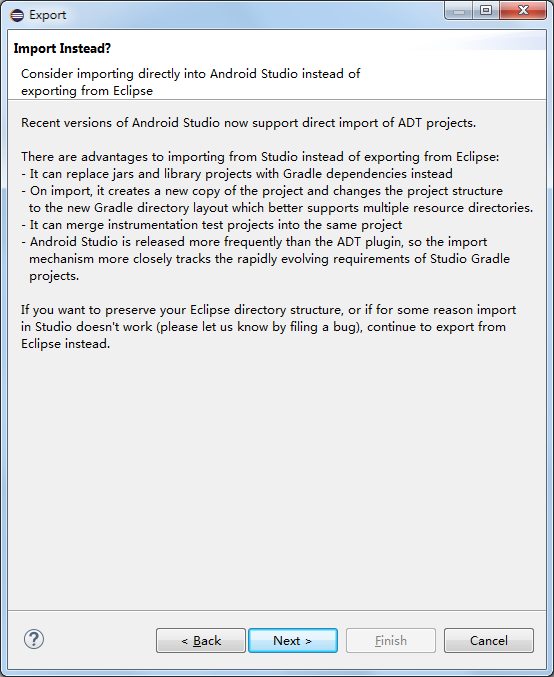 Export
Import Instead?
Consider importing directly into Android Studio instead of
exporting from Eclipse
Recent versions of Android Studio now support direct import of ADT projects.
There are advantages to importing from Studio instead of exporting from Eclipse:
- It can replace jars and library projects with Gradle dependencies instead
- On import, it creates a new copy of the project and changes the project structure
to the new Gradle directory layout which better supports multiple resource directories.
- It can merge instrumentation test projects into the same project
- Android Studio is released more frequently than the ADT plugin, so the import
mechanism more closely tracks the rapidly evolving requirements of Studio Gradle
projects.
If you want to preserve your Eclipse directory structure, or if for some reason import
in Studio doesn't work (please let us know by filing a bug), continue to export from
Eclipse instead.
? < Back Next > Finish Cancel